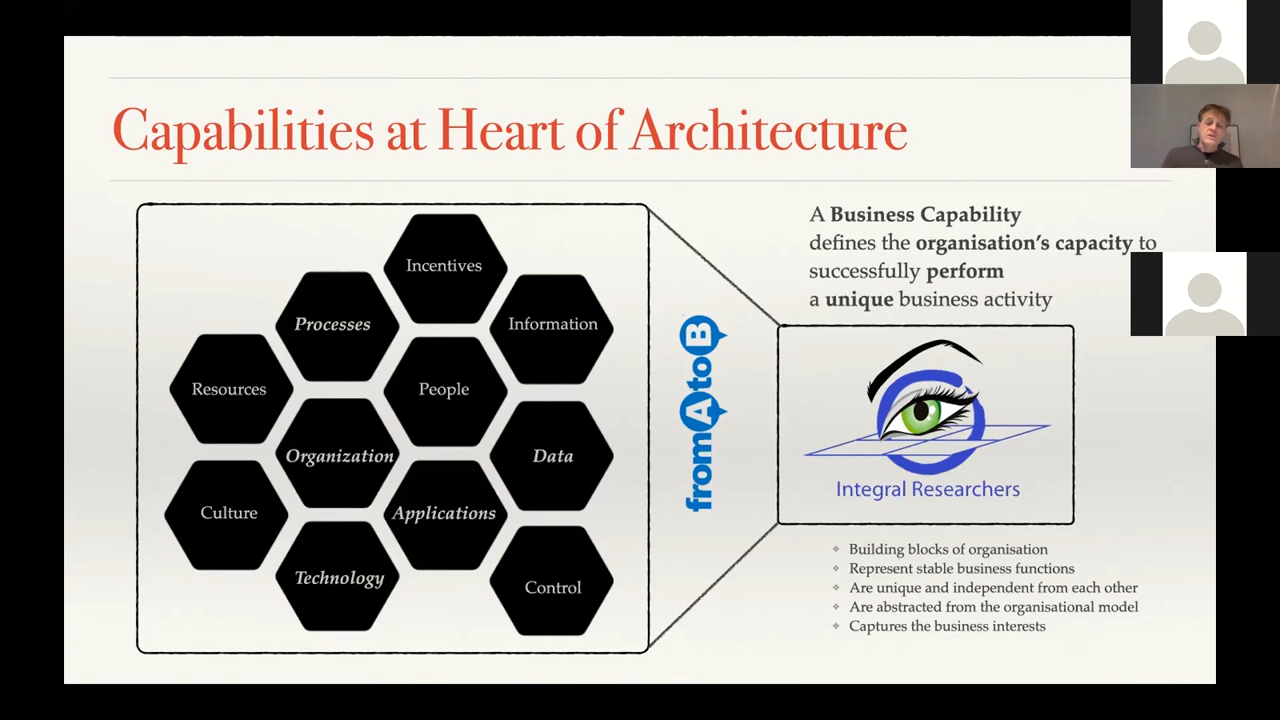 Capabilities at Heart of Architecture
Incentives
Processes
Information
Resources
People
Organization
Data
Culture
Applications
Technology
Control
fromAtoB
A Business Capability
defines the organisation's capacity to
successfully perform
a unique business activity
Integral Researchers
Building blocks of organisation
Represent stable business functions
Are unique and independent from each other
Are abstracted from the organisational model
Captures the business interests